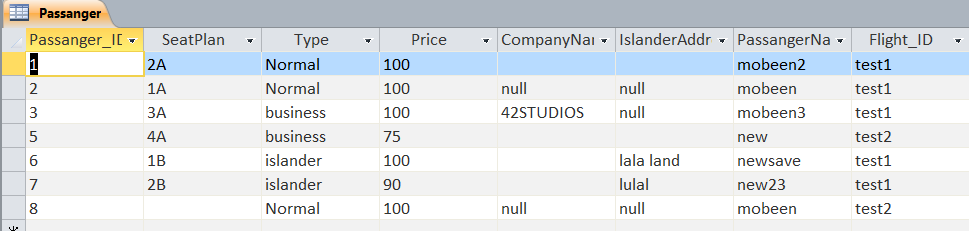 Passanger
Passanger_ID SeatPlan Type Price CompanyNar IslanderAddr PassangerNa Flight_ID
1 2A Normal 100 mobeen2 test1
2 1A Normal 100 null null mobeen test1
3 3A business 100 42STUDIOS null mobeen3 test1
5 4A business 75 new test2
6 1B islander 100 lala land newsave test1
7 2B islander 90 lulal new23 test1
8 Normal 100 null null mobeen test2